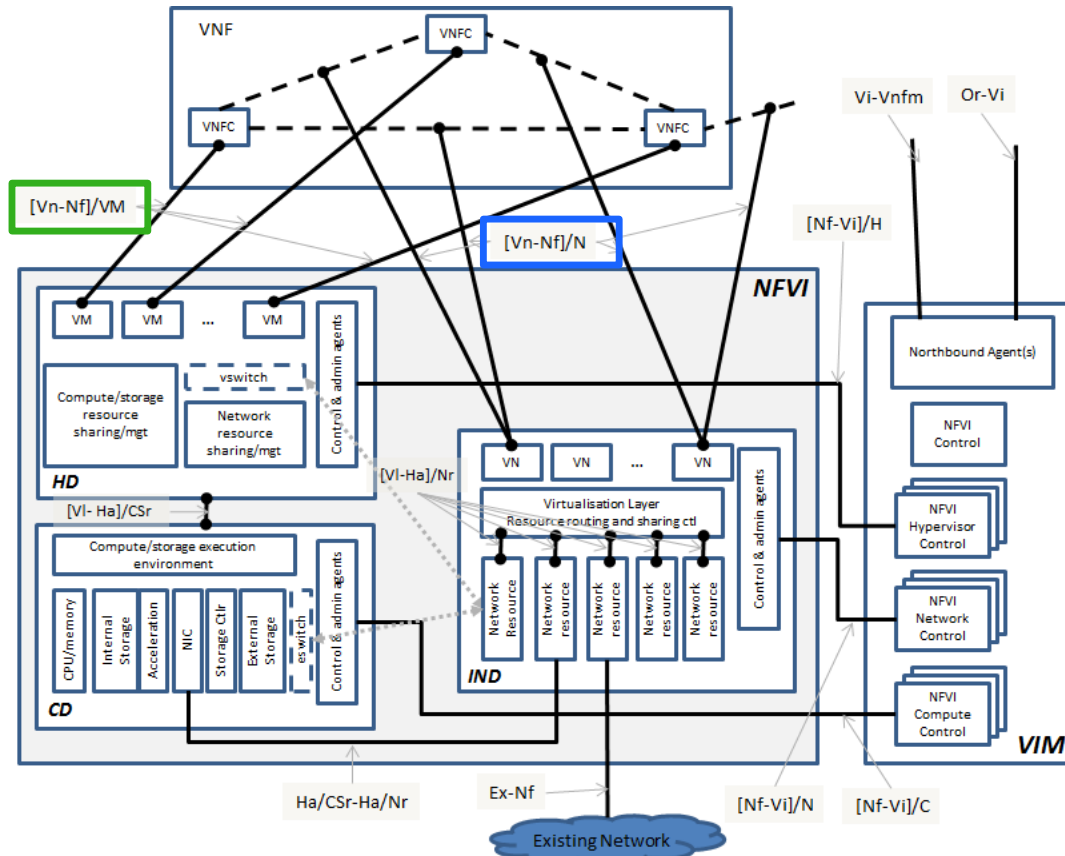 VNF
VNFC
VNFC
VNFC
Vi-Vnfm
Or-Vi
[Vn-Nf]/VM
[Vn-Nf]/N
[Nf-Vi]/H
NFVI
VM
VM
...
VM
Control & admin agents
vswitch
Compute/storage
resource
sharing/mgt
Network
resource
sharing/mgt
HD
Northbound Agent(s)
NFVI
Control
[Vl-Ha]/Nr
VN
VN
...
VN
Control & admin agents
Virtualisation Layer
Resource routing and sharing ctl
[Vl- Ha]/CSr
NFVI
Hypervisor
Control
Compute/storage execution
environment
Control & admin agents
CPU/memory
Internal
Storage
Acceleration
NIC
Storage Ctlr
External
Storage
eswitch
CD
Network
Resource
Network
resource
Network
resource
Network
resource
Network
resource
IND
NFVI
Network
Control
NFVI
Compute
Control
VIM
Ha/CSr-Ha/Nr
Ex-Nf
[Nf-Vi]/N
[Nf-Vi]/C
Existing Network